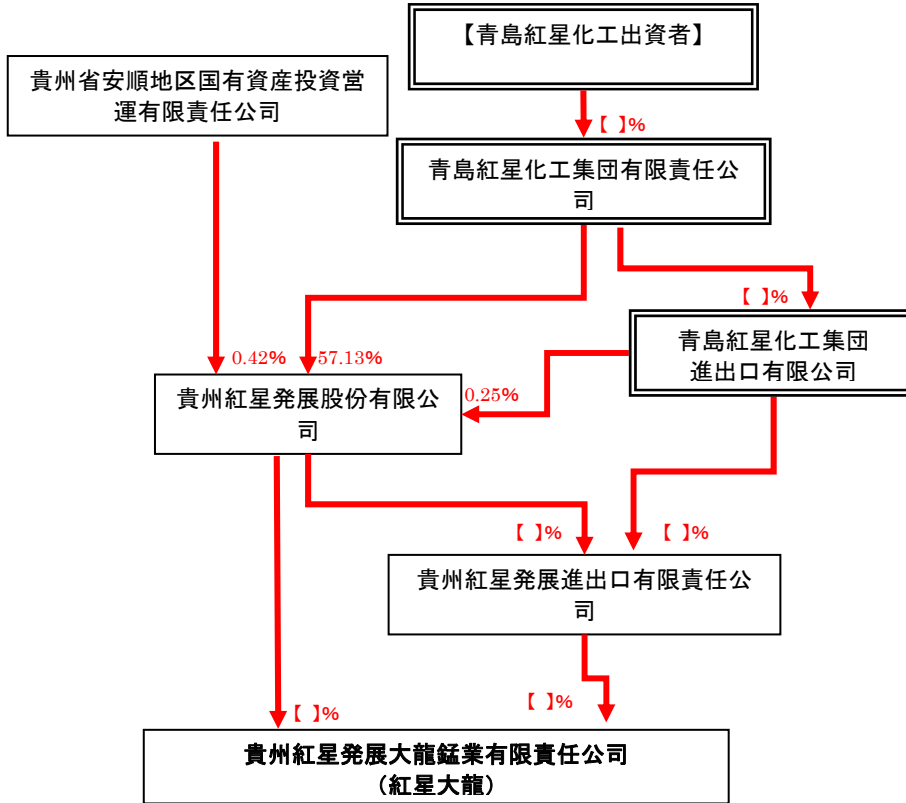 【青島紅星化工出資者】
貴州省安順地区国有資産投資営
運有限責任公司
【 】%
青島紅星化工集団有限責任公
司
【 】%
青島紅星化工集団
進出口有限公司
0.42%
57.13%
0.25%
貴州紅星発展股份有限公
司
【 】%
【 】%
貴州紅星発展進出口有限責任公
司
【 】%
【 】%
貴州紅星発展大龍錳業有限責任公司
（紅星大龍）